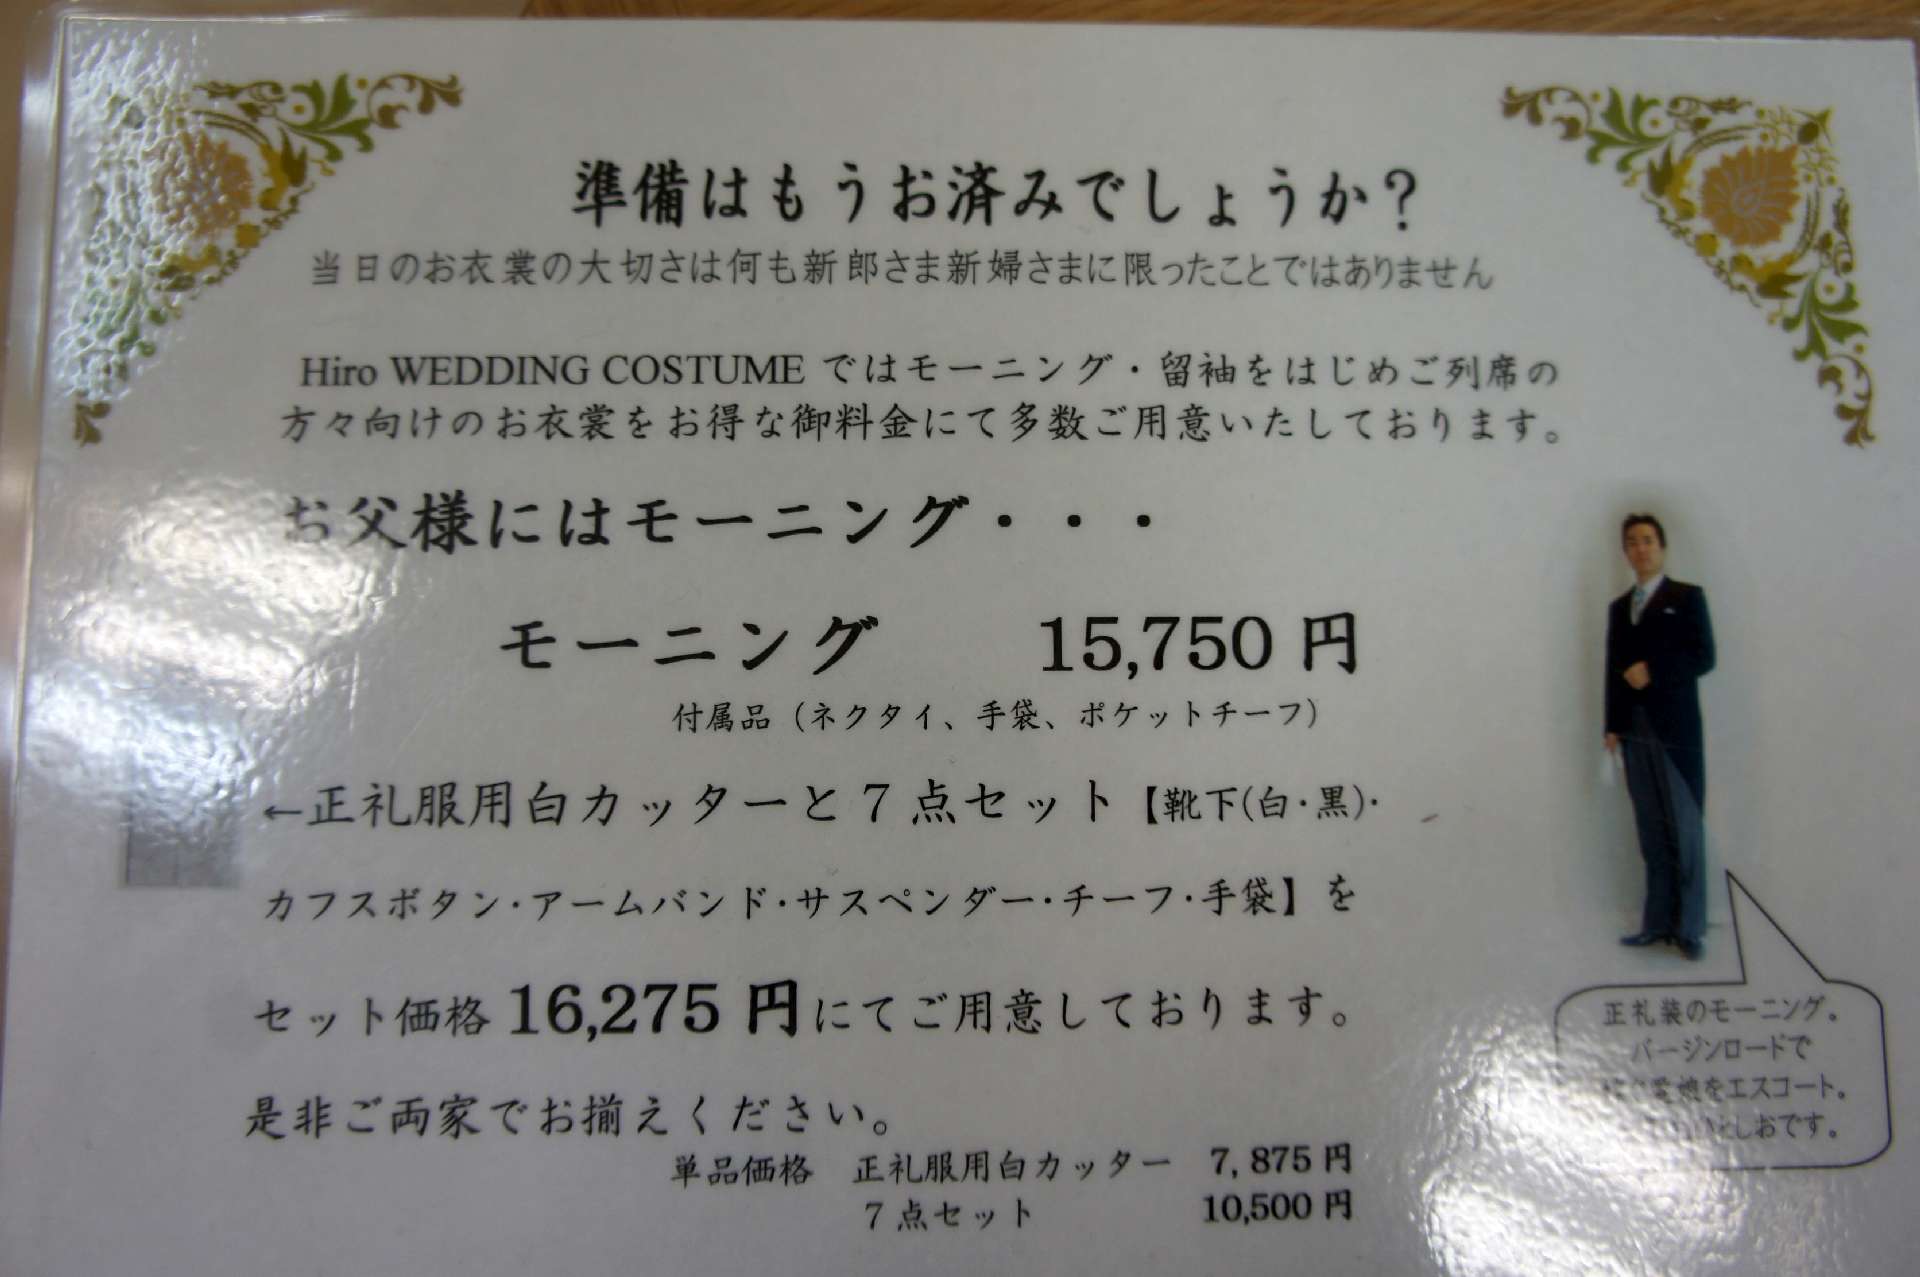 準備はもうお済みでしょうか?
当日のお衣裳の大切さは何も新郎さま新婦さまに限ったことではありません
Hiro WEDDING COSTUME ではモーニング・留袖をはじめご列席の
方々向けのお衣裳をお得な御料金にて多数ご用意いたしております。
お父様にはモーニング・・・
モーニング 15,750 円
付属品（ネクタイ、手袋、ポケットチーフ）
←正礼服用白カッターと７点セット【靴下(白・黒)・
カフスボタン・アームバンド・サスペンダー・チーフ・手袋】を
セット価格 16,275 円にてご用意しております。
是非ご両家でお揃えください。
単品価格 正礼服用白カッター 7,875 円
７点セット 10,500 円
正礼装のモーニング。
バージンロードで
愛娘をエスコート。
しおです。